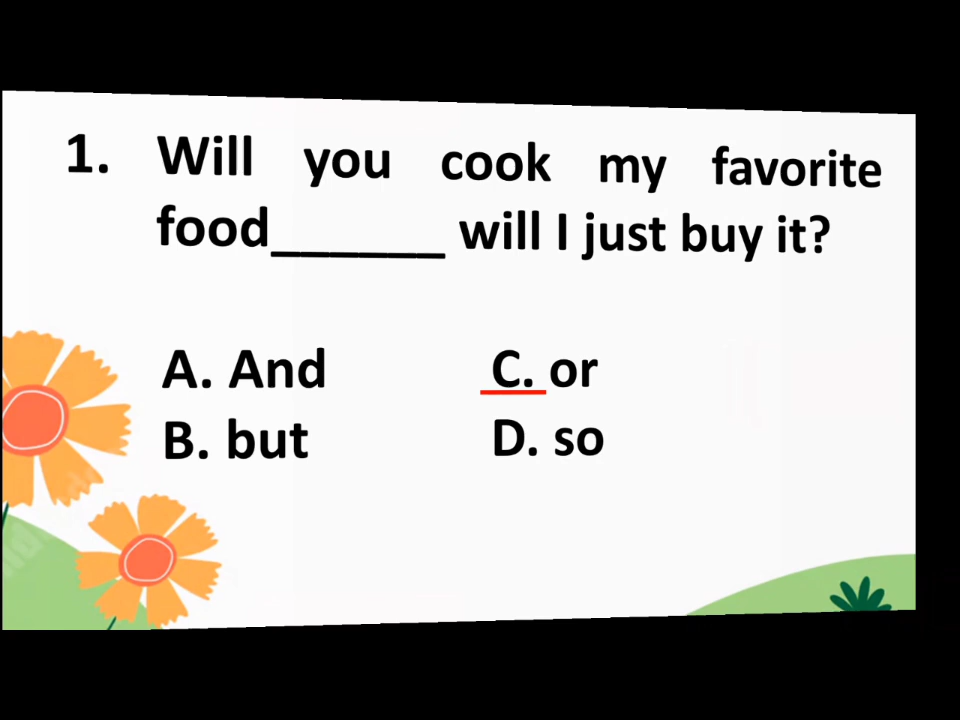 1. Will you cook my favorite
food______ will I just buy it?
A. And
C. or
B. but
D. so